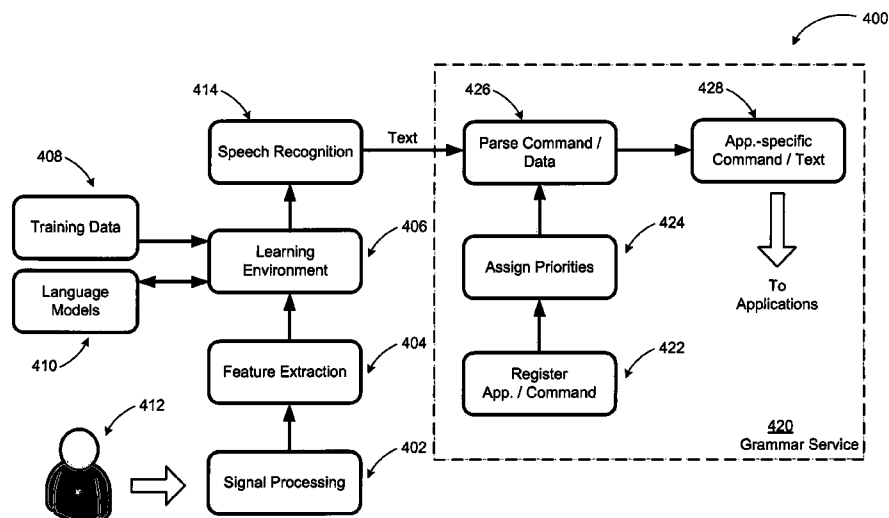 400
414
426
428
Speech Recognition
Text
Parse Command /
Data
App.-specific
Command / Text
408
Training Data
406
Learning
Environment
424
Assign Priorities
To
Applications
Language
Models
410
404
Feature Extraction
422
Register
App. / Command
412
402
Signal Processing
420
Grammar Service